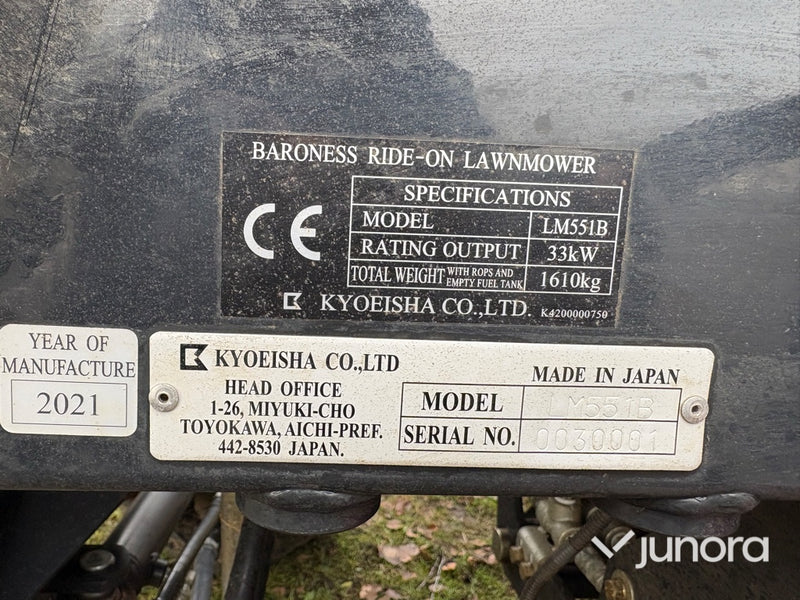 BARONESS RIDE-ON LAWNMOWER
CE
SPECIFICATIONS
MODEL LM551B
RATING OUTPUT 33kW
TOTAL WEIGHT WITH ROPS AND EMPTY FUEL TANK 1610kg
KYOEISHA CO.,LTD. K4200000750
YEAR OF
MANUFACTURE
2021
KYOEISHA CO.,LTD
HEAD OFFICE
1-26, MIYUKI-CHO
TOYOKAWA, AICHI-PREF.
442-8530 JAPAN.
MADE IN JAPAN
MODEL LM551B
SERIAL NO. 0030001
junora